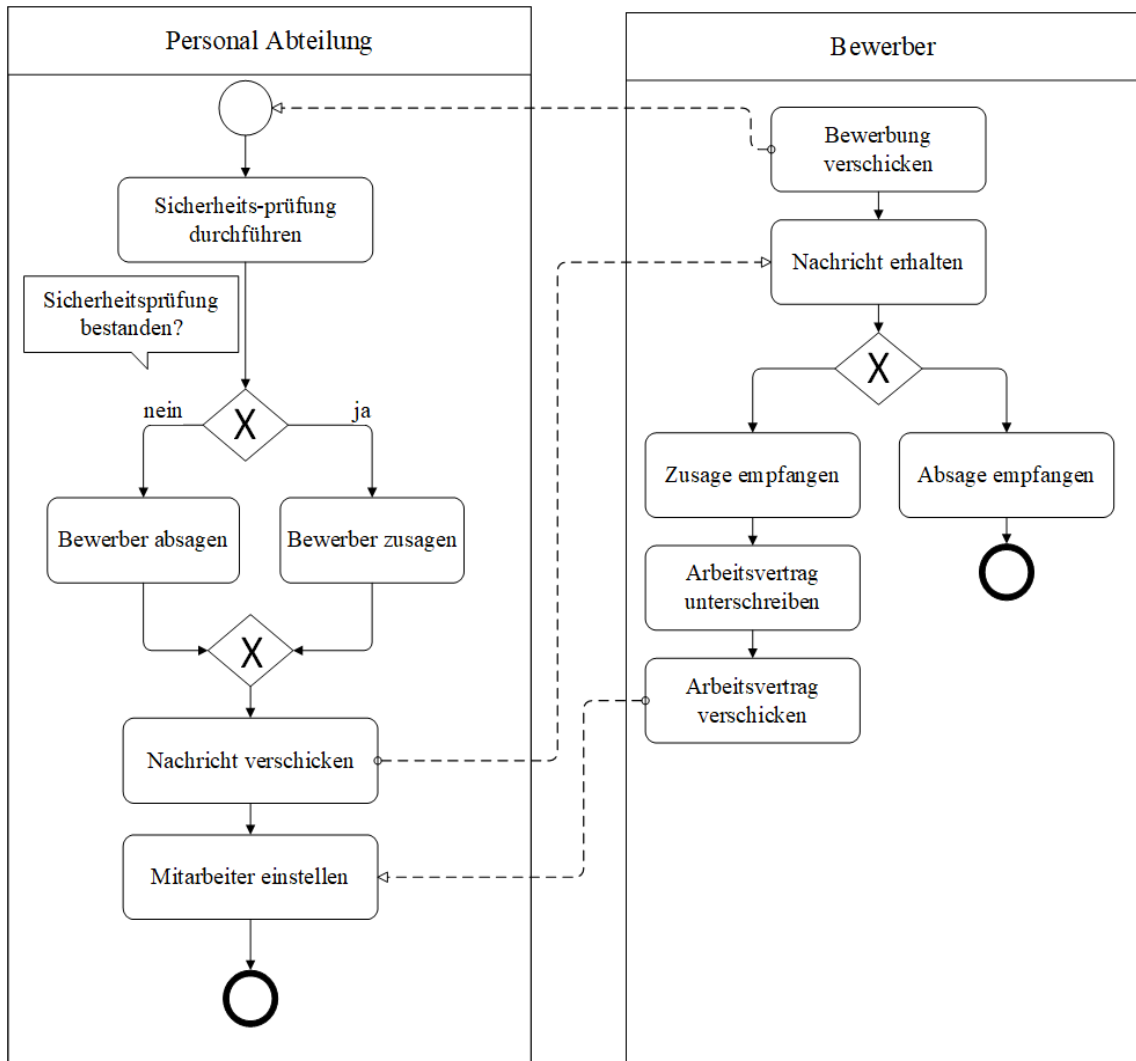 Personal Abteilung
Sicherheits-prüfung
durchführen
Sicherheitsprüfung
bestanden?
nein
ja
X
Bewerber absagen
Bewerber zusagen
X
Nachricht verschicken
Mitarbeiter einstellen
Bewerber
Bewerbung
verschicken
Nachricht erhalten
X
Zusage empfangen
Absage empfangen
Arbeitsvertrag
unterschreiben
Arbeitsvertrag
verschicken